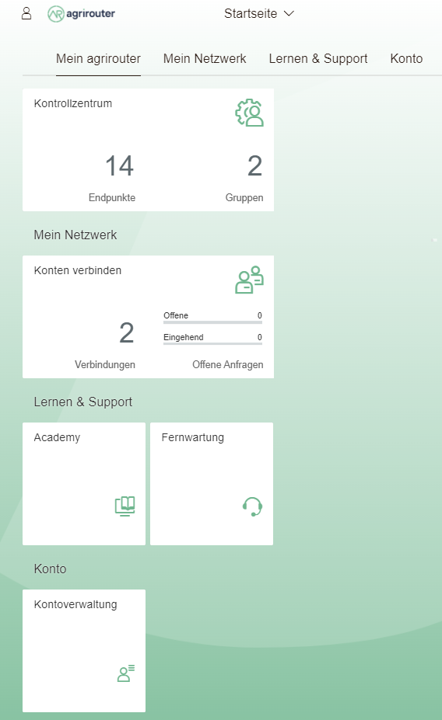 agrirouter
Startseite
Mein agrirouter Mein Netzwerk Lernen & Support Konto
Kontrollzentrum
14 2
Endpunkte Gruppen
Mein Netzwerk
Konten verbinden
Offene 0
2
Eingehend 0
Verbindungen Offene Anfragen
Lernen & Support
Academy Fernwartung
Konto
Kontoverwaltung